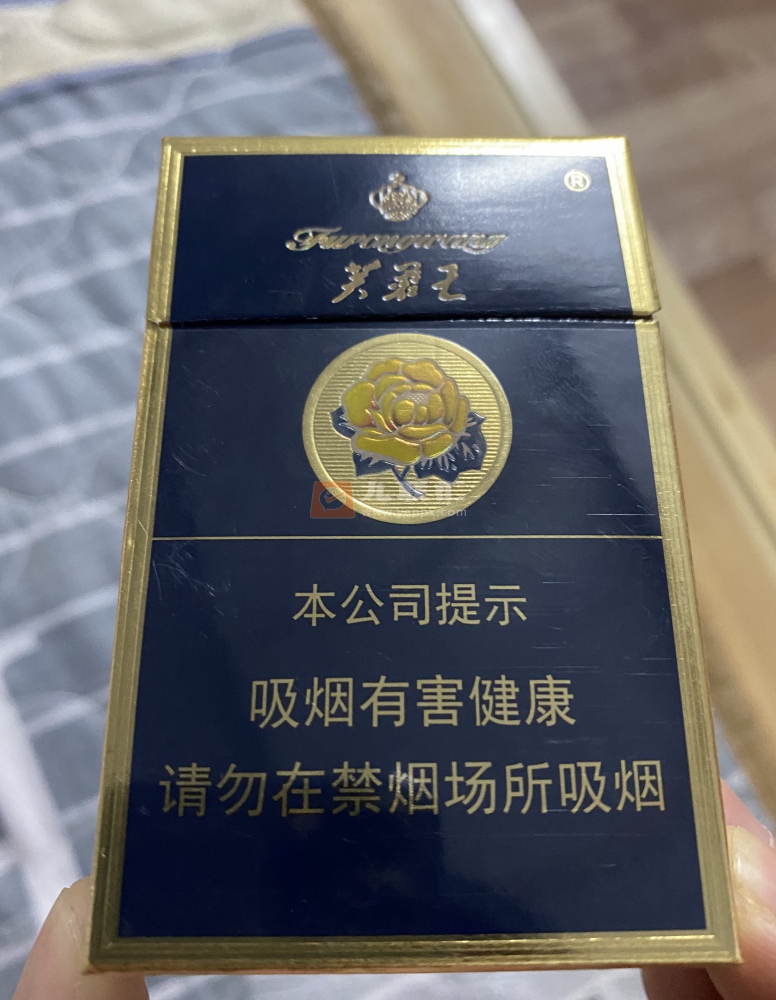 ®
Furongwang
芙蓉王
本公司提示
吸烟有害健康
请勿在禁烟场所吸烟